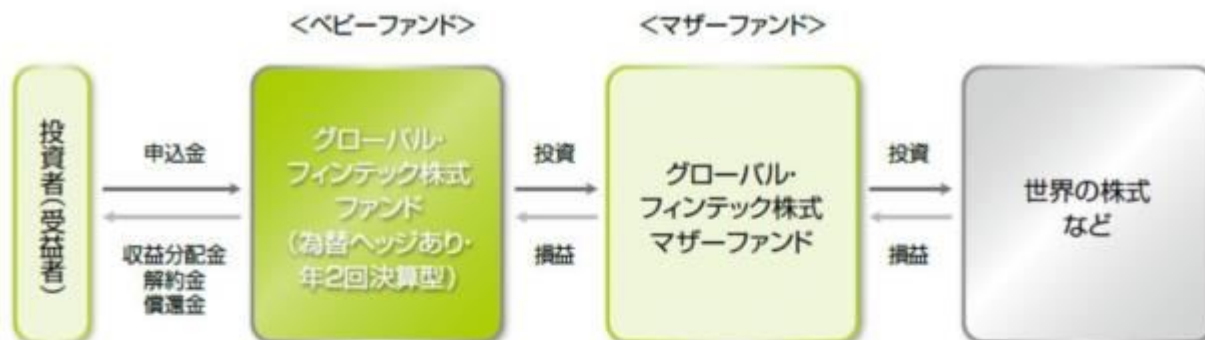 <ベビーファンド>
<マザーファンド>
投資者(受益者)
申込金
収益分配金
解約金
償還金
グローバル・
フィンテック株式
ファンド
(為替ヘッジあり・
年2回決算型)
投資
損益
グローバル・
フィンテック株式
マザーファンド
投資
損益
世界の株式
など